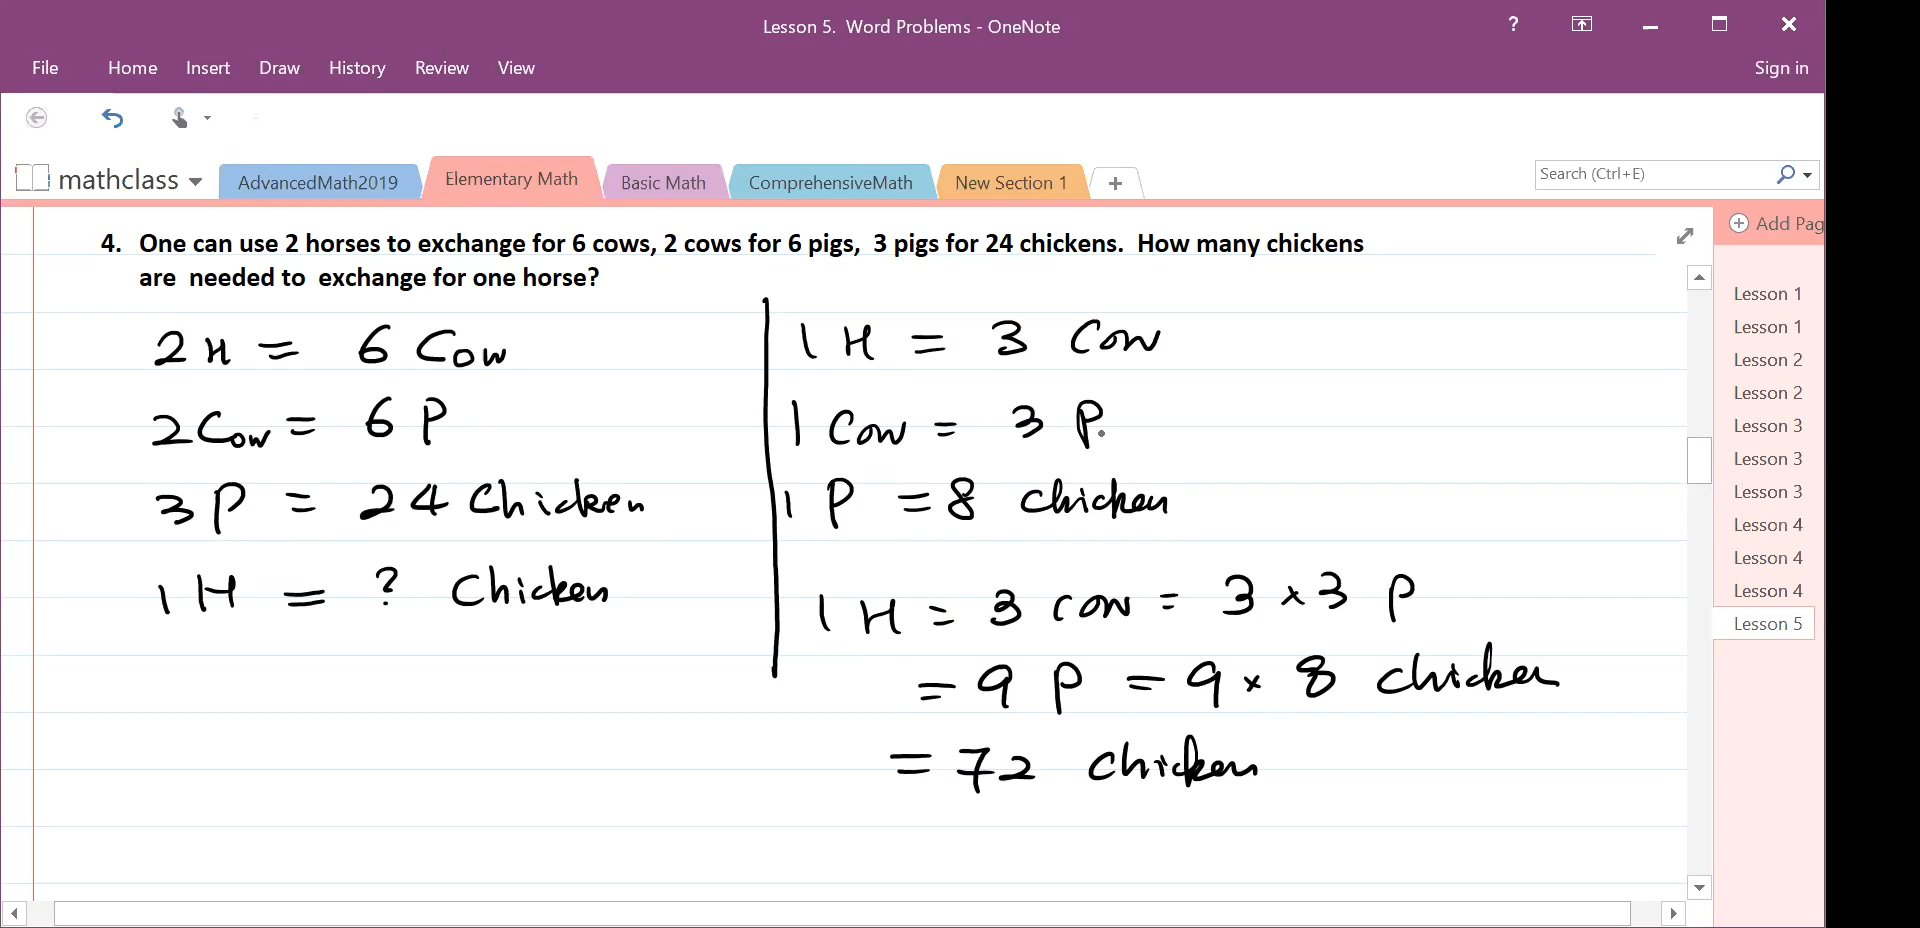 Lesson 5.  Word Problems - OneNote
?
File Home Insert Draw History Review View
Sign in
mathclass
AdvancedMath2019 Elementary Math Basic Math ComprehensiveMath New Section 1 +
Search (Ctrl+E)
Add Pag
4. One can use 2 horses to exchange for 6 cows, 2 cows for 6 pigs,  3 pigs for 24 chickens.  How many chickens
are  needed to  exchange for one horse?
2 H = 6 Cow
2 Cow = 6 P
3 P = 24 Chicken
1 H = ? Chicken
1 H = 3 Cow
1 Cow = 3 P
1 P = 8 chicken
1 H = 3 cow = 3 × 3 P
= 9 P = 9 × 8 chicken
= 72 chicken
Lesson 1
Lesson 1
Lesson 2
Lesson 2
Lesson 3
Lesson 3
Lesson 3
Lesson 4
Lesson 4
Lesson 4
Lesson 5